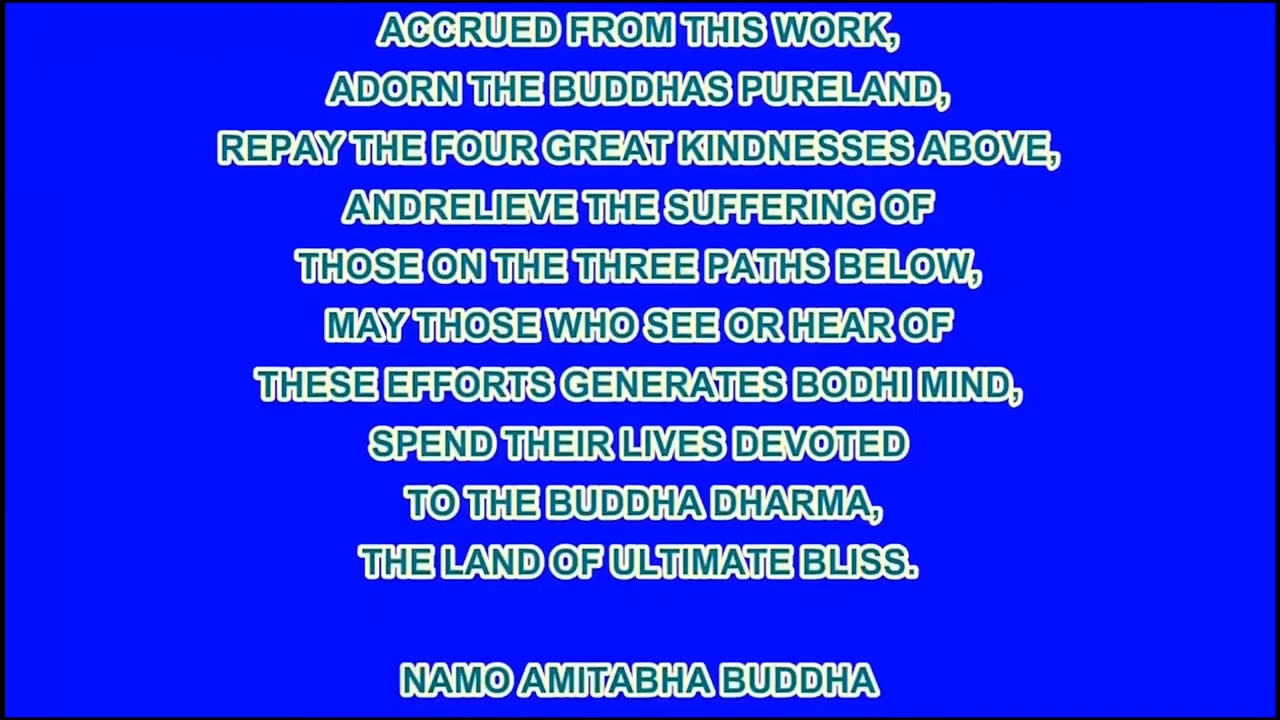 ACCRUED FROM THIS WORK,
ADORN THE BUDDHAS PURELAND,
REPAY THE FOUR GREAT KINDNESSES ABOVE,
ANDRELIEVE THE SUFFERING OF
THOSE ON THE THREE PATHS BELOW,
MAY THOSE WHO SEE OR HEAR OF
THESE EFFORTS GENERATES BODHI MIND,
SPEND THEIR LIVES DEVOTED
TO THE BUDDHA DHARMA,
THE LAND OF ULTIMATE BLISS.
NAMO AMITABHA BUDDHA